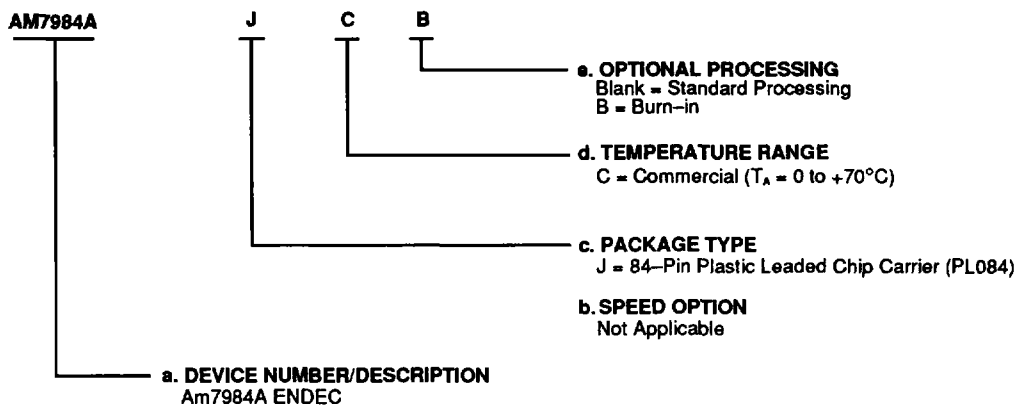 AM7984A J C B
e. OPTIONAL PROCESSING
Blank = Standard Processing
B = Burn–in
d. TEMPERATURE RANGE
C = Commercial (TA = 0 to +70°C)
c. PACKAGE TYPE
J = 84–Pin Plastic Leaded Chip Carrier (PL084)
b. SPEED OPTION
Not Applicable
a. DEVICE NUMBER/DESCRIPTION
Am7984A ENDEC